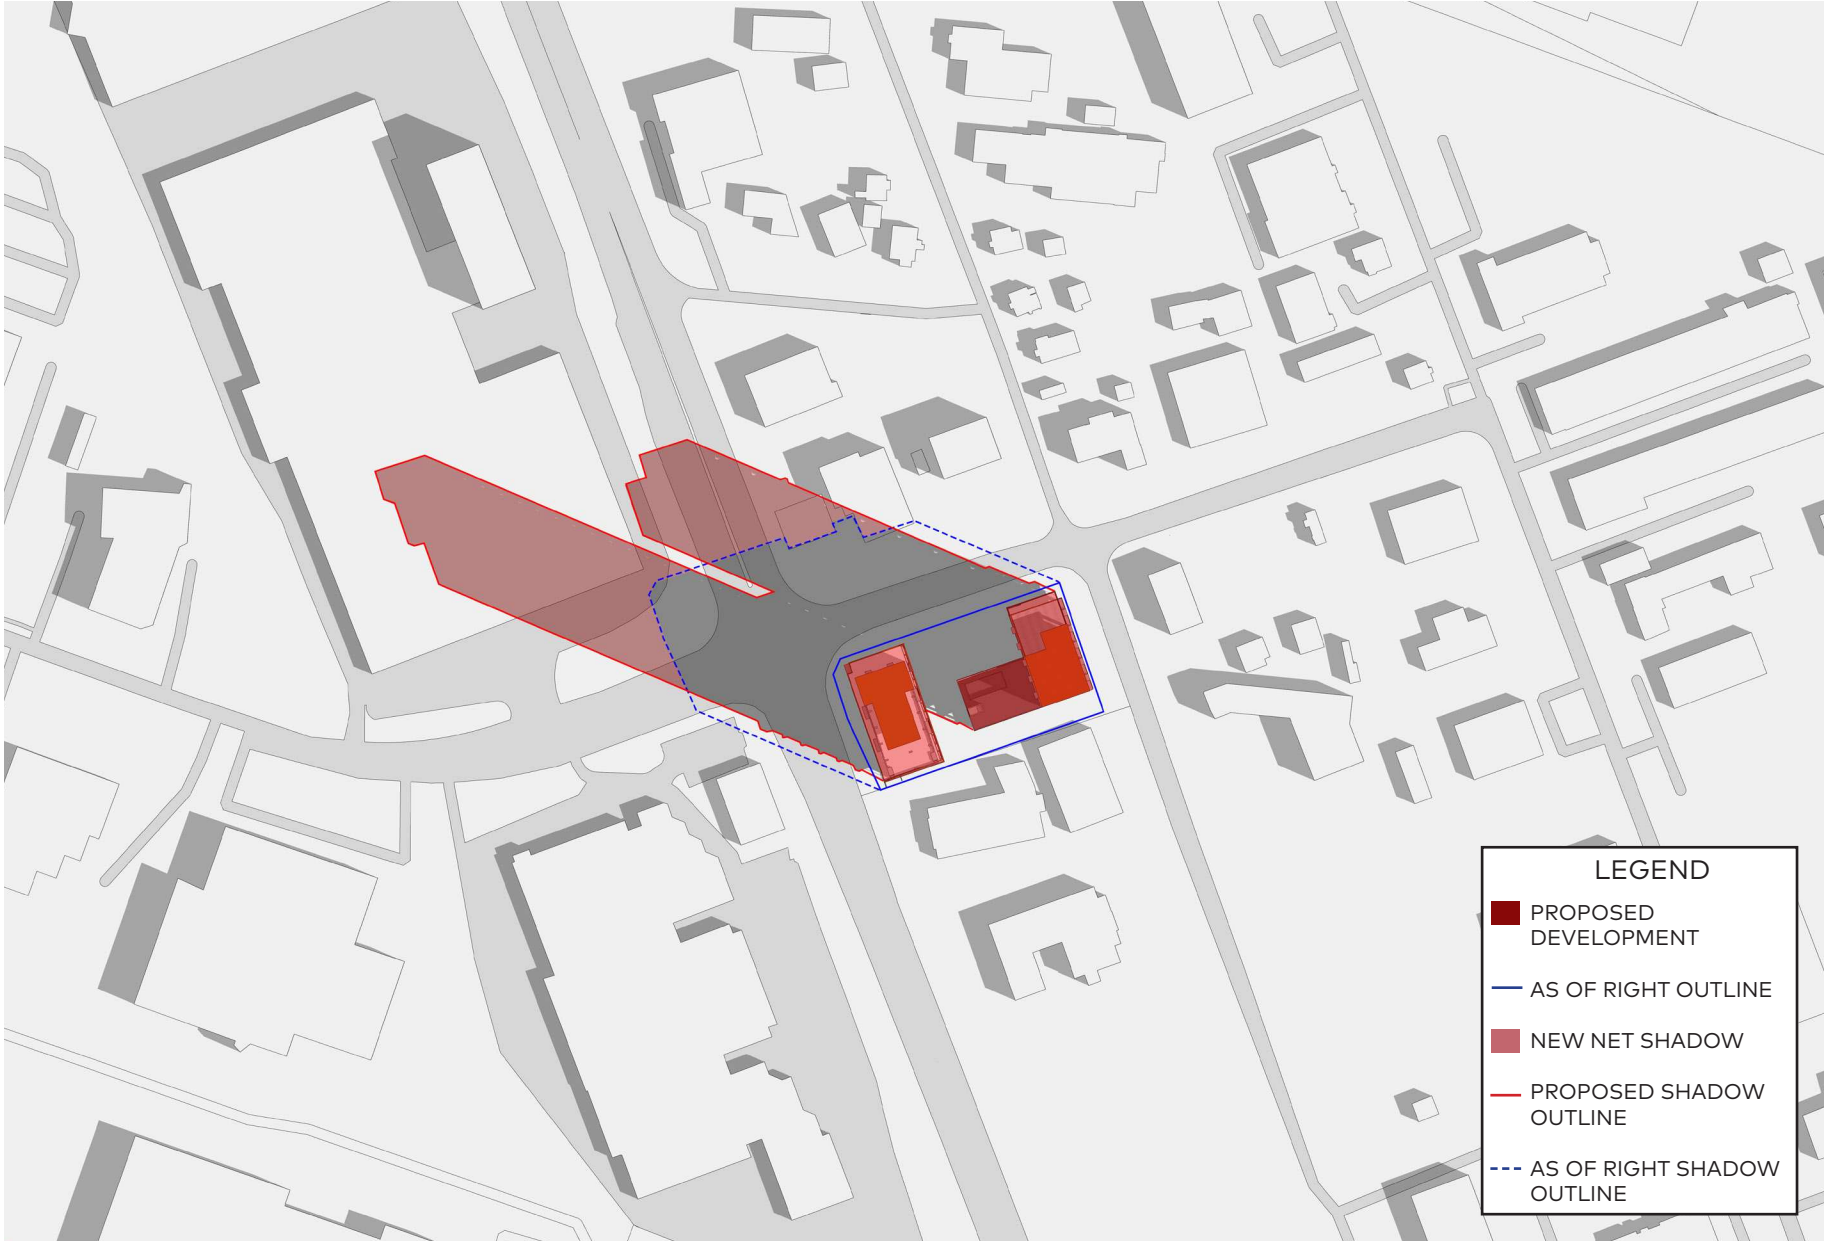 LEGEND
PROPOSED
DEVELOPMENT
AS OF RIGHT OUTLINE
NEW NET SHADOW
PROPOSED SHADOW
OUTLINE
AS OF RIGHT SHADOW
OUTLINE